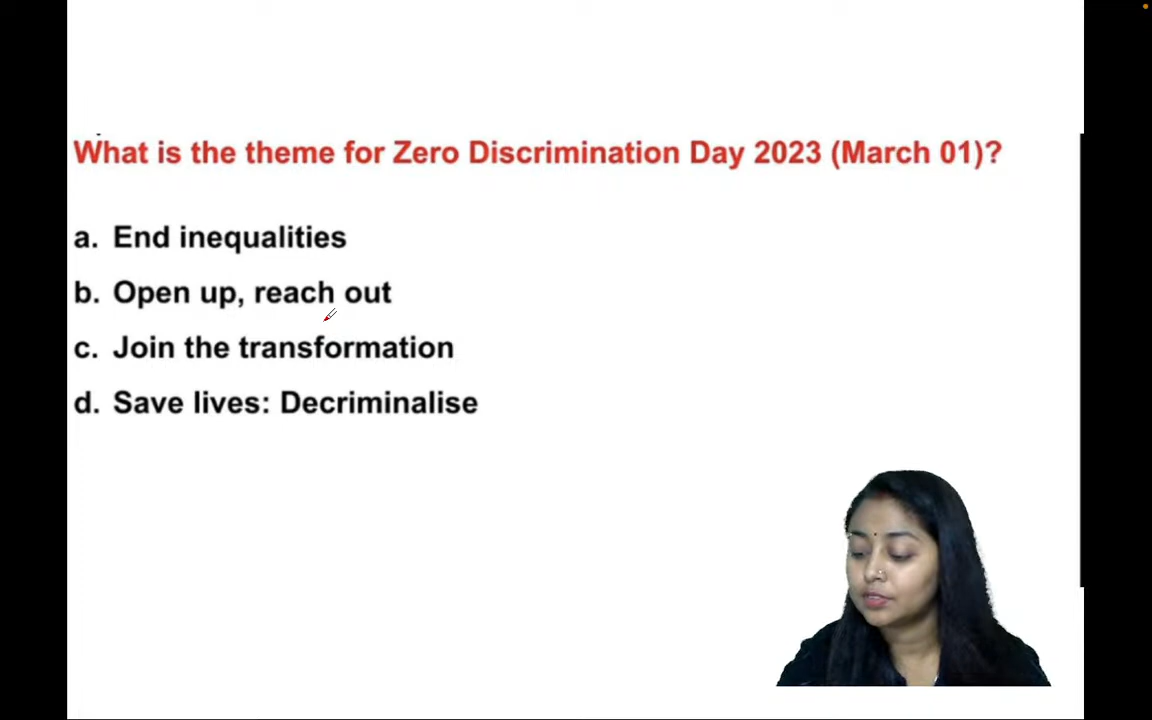 What is the theme for Zero Discrimination Day 2023 (March 01)?
a. End inequalities
b. Open up, reach out
c. Join the transformation
d. Save lives: Decriminalise